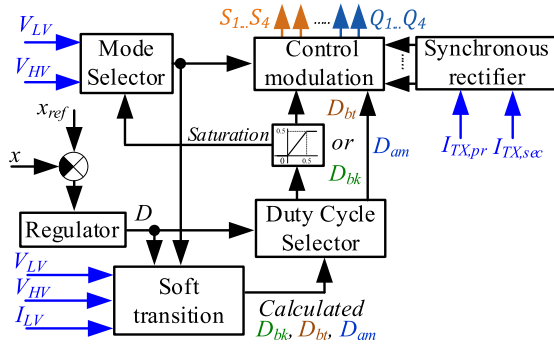 S1...S4 ..... Q1...Q4
VLV
VHV
Mode
Selector
Control
modulation
Synchronous
rectifier
xref
x
Saturation
0.5
0 0.5
Dbt
or
Dbk
Dam
ITX,pr
ITX,sec
Regulator
D
Duty Cycle
Selector
VLV
VHV
ILV
Soft
transition
Calculated
Dbk, Dbt, Dam